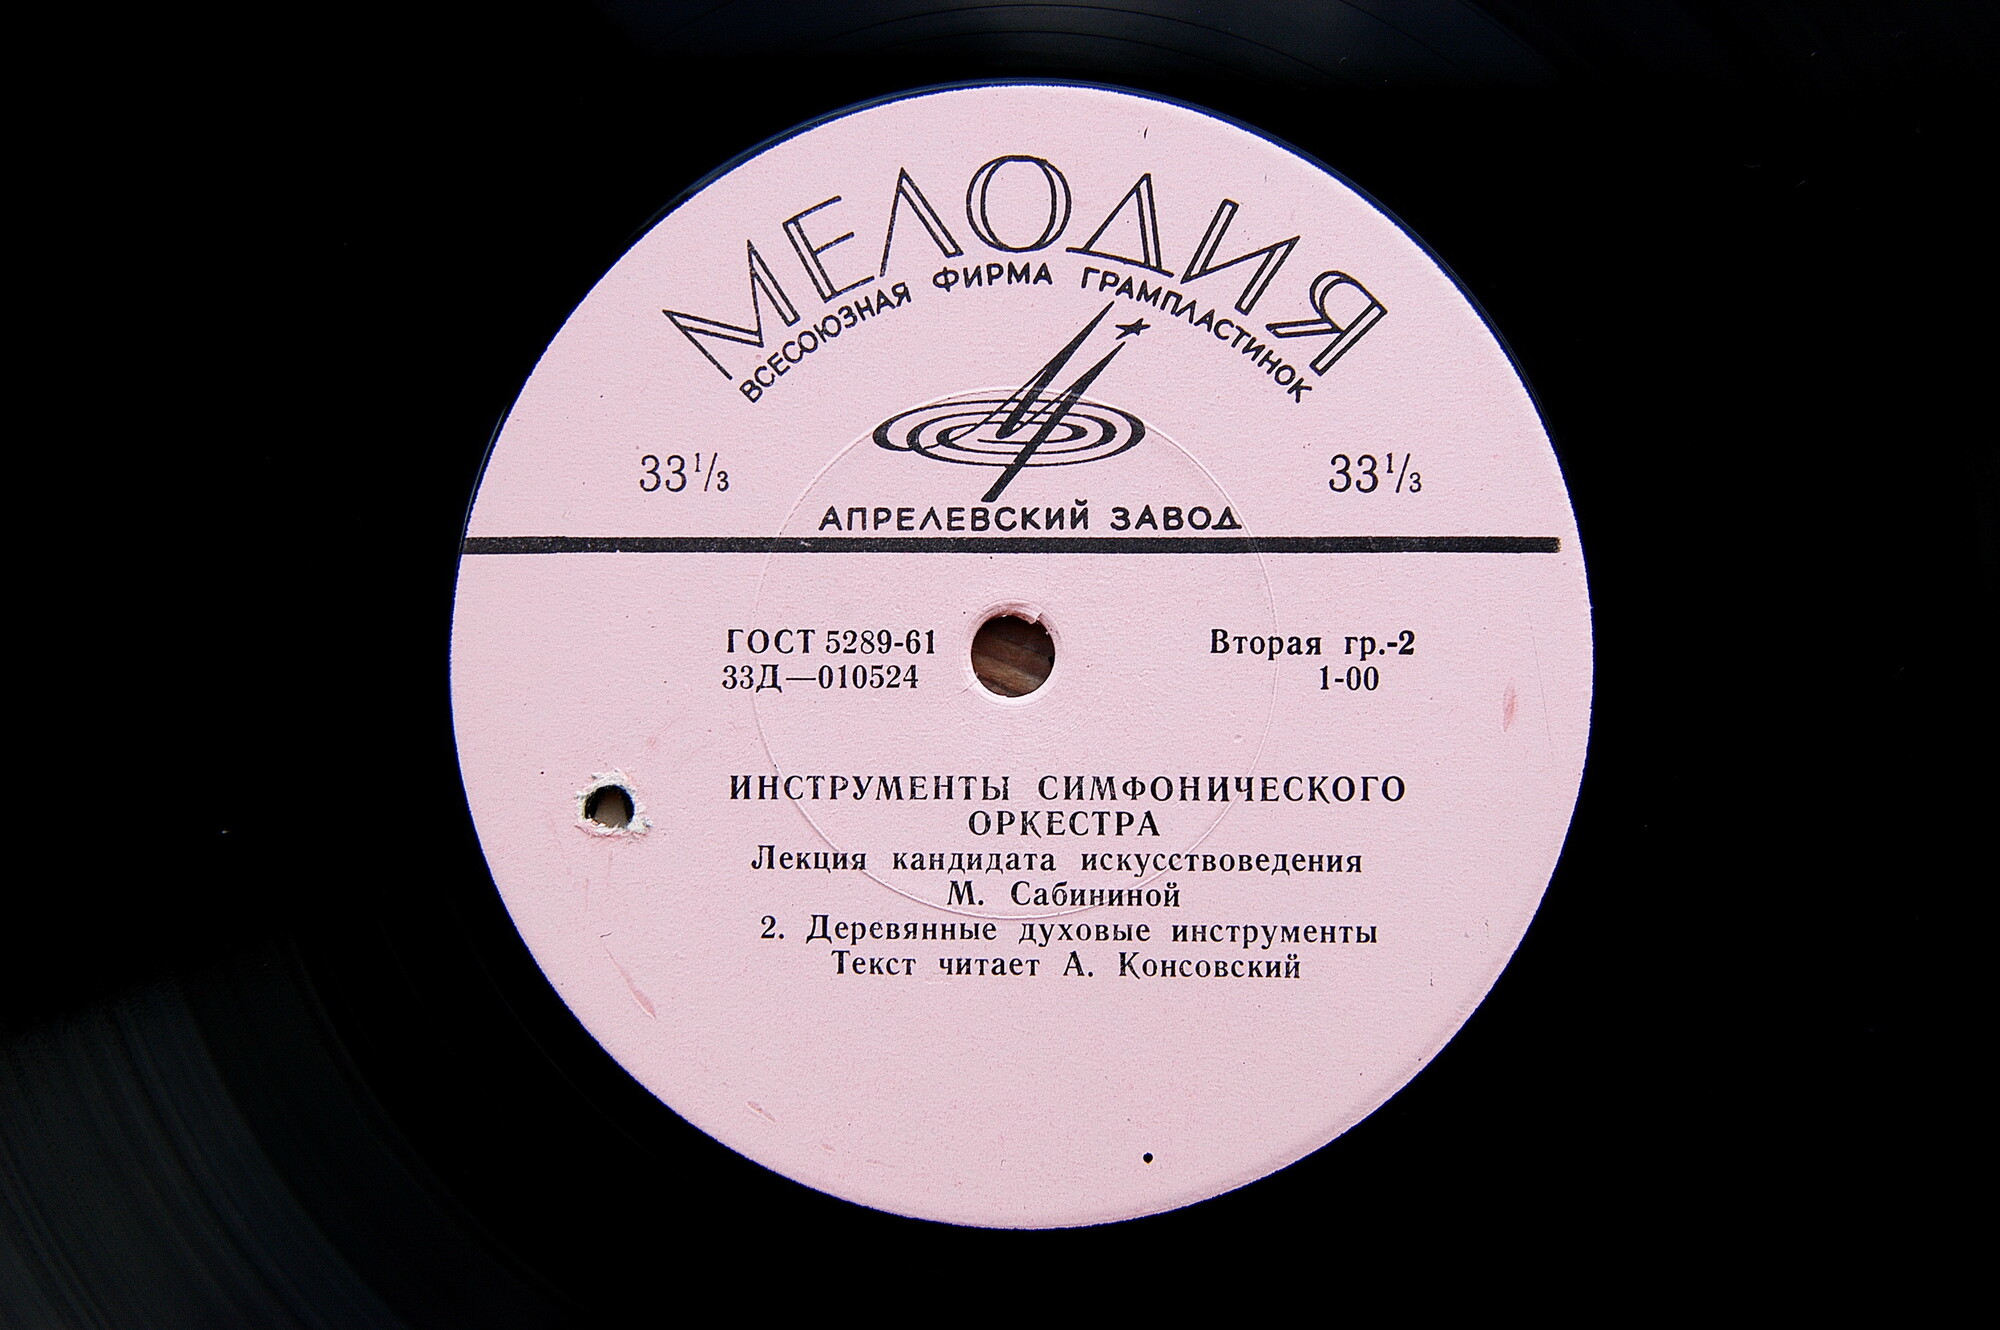 МЕЛОДИЯ
ВСЕСОЮЗНАЯ ФИРМА ГРАМПЛАСТИНОК
33⅓ 33⅓
АПРЕЛЕВСКИЙ ЗАВОД
ГОСТ 5289-61 Вторая гр.-2
33Д—010524 1-00
ИНСТРУМЕНТЫ СИМФОНИЧЕСКОГО
ОРКЕСТРА
Лекция кандидата искусствоведения
М. Сабининой
2. Деревянные духовые инструменты
Текст читает А. Консовский